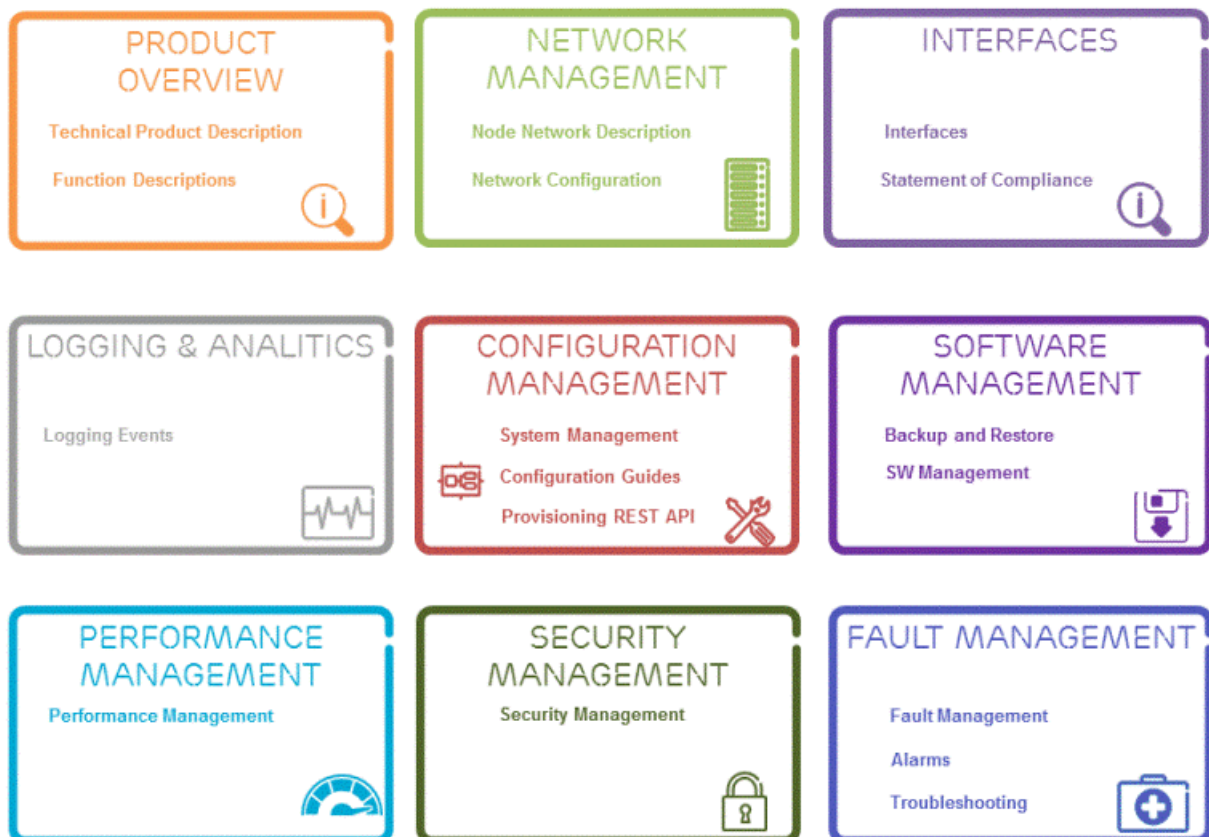 PRODUCT
OVERVIEW
Technical Product Description
Function Descriptions
NETWORK
MANAGEMENT
Node Network Description
Network Configuration
INTERFACES
Interfaces
Statement of Compliance
LOGGING & ANALITICS
Logging Events
CONFIGURATION
MANAGEMENT
System Management
Configuration Guides
Provisioning REST API
SOFTWARE
MANAGEMENT
Backup and Restore
SW Management
PERFORMANCE
MANAGEMENT
Performance Management
SECURITY
MANAGEMENT
Security Management
FAULT MANAGEMENT
Fault Management
Alarms
Troubleshooting